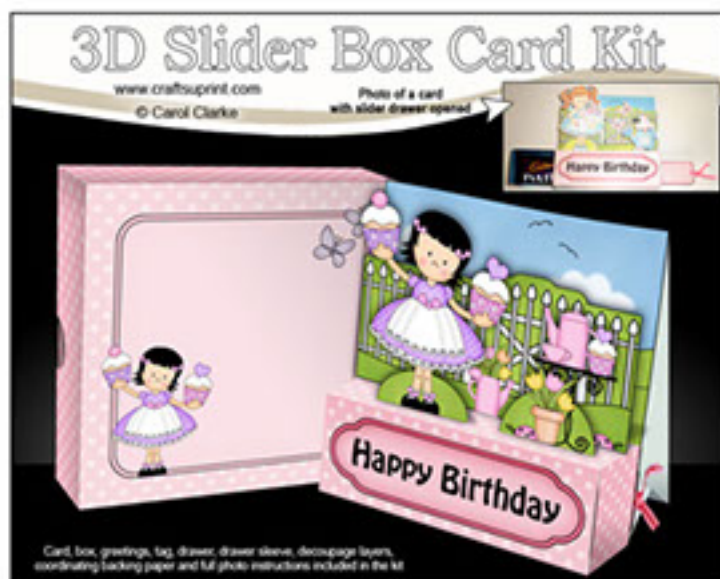 3D Slider Box Card Kit
www.craftsuprint.com
© Carol Clarke
Photo of a card
with slider drawer opened
Happy Birthday
Happy Birthday
Card, box, greetings, tag, drawer, drawer sleeve, decoupage layers,
coordinating backing paper and full photo instructions included in the kit